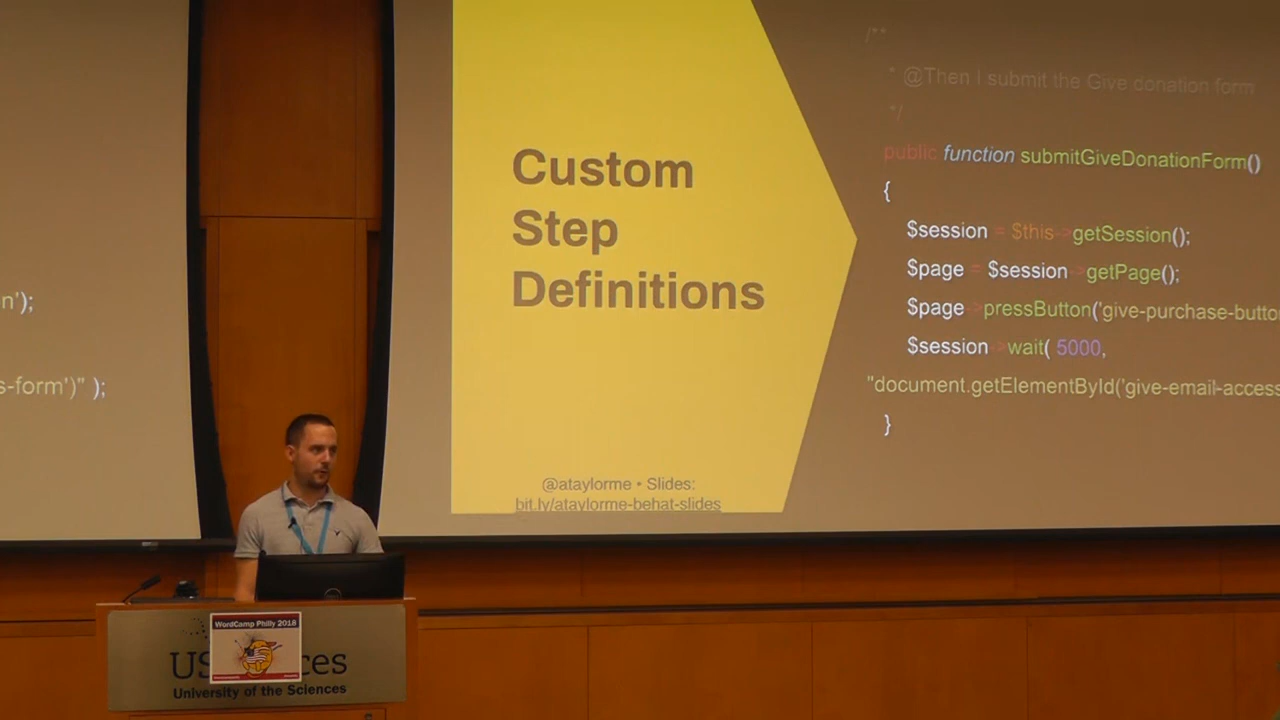 n');
s-form')" );
Custom
Step
Definitions
@ataylorme • Slides:
bit.ly/ataylorme-behat-slides
/**
* @Then I submit the Give donation form
*/
public function submitGiveDonationForm()
{
$session = $this->getSession();
$page = $session->getPage();
$page->pressButton('give-purchase-butto
$session->wait( 5000,
"document.getElementById('give-email-access
}
WordCamp Philly 2018
US ces
University of the Sciences